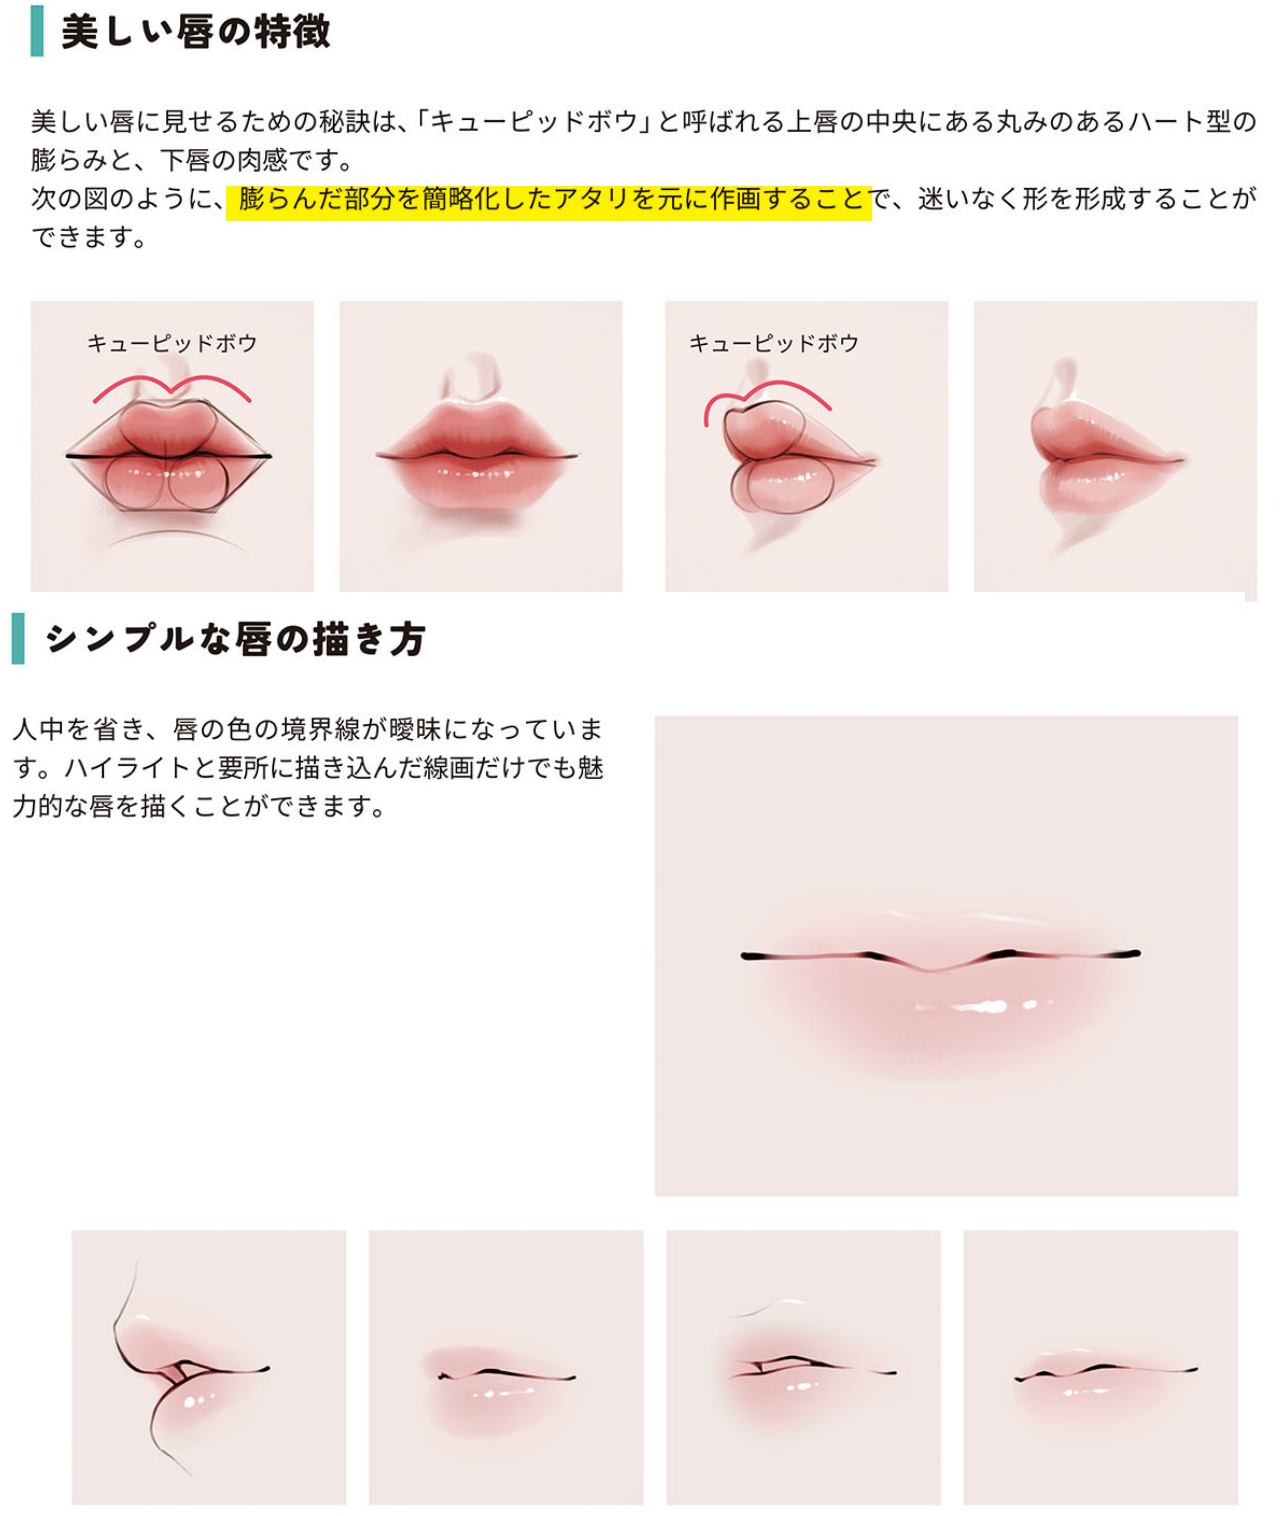 美しい唇の特徴
美しい唇に見せるための秘訣は、「キューピッドボウ」と呼ばれる上唇の中央にある丸みのあるハート型の
膨らみと、下唇の肉感です。
次の図のように、膨らんだ部分を簡略化したアタリを元に作画することで、迷いなく形を形成することが
できます。
キューピッドボウ
キューピッドボウ
シンプルな唇の描き方
人中を省き、唇の色の境界線が曖昧になっていま
す。ハイライトと要所に描き込んだ線画だけでも魅
力的な唇を描くことができます。